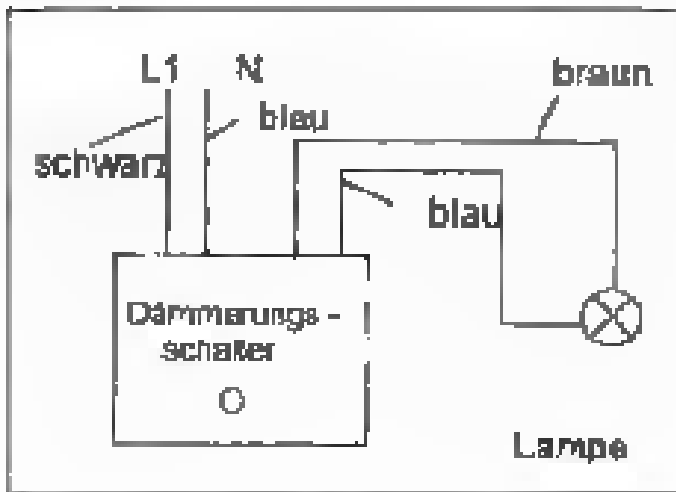 L1 N
braun
blau
schwarz
blau
Dämmerungs-
schalter
Lampe